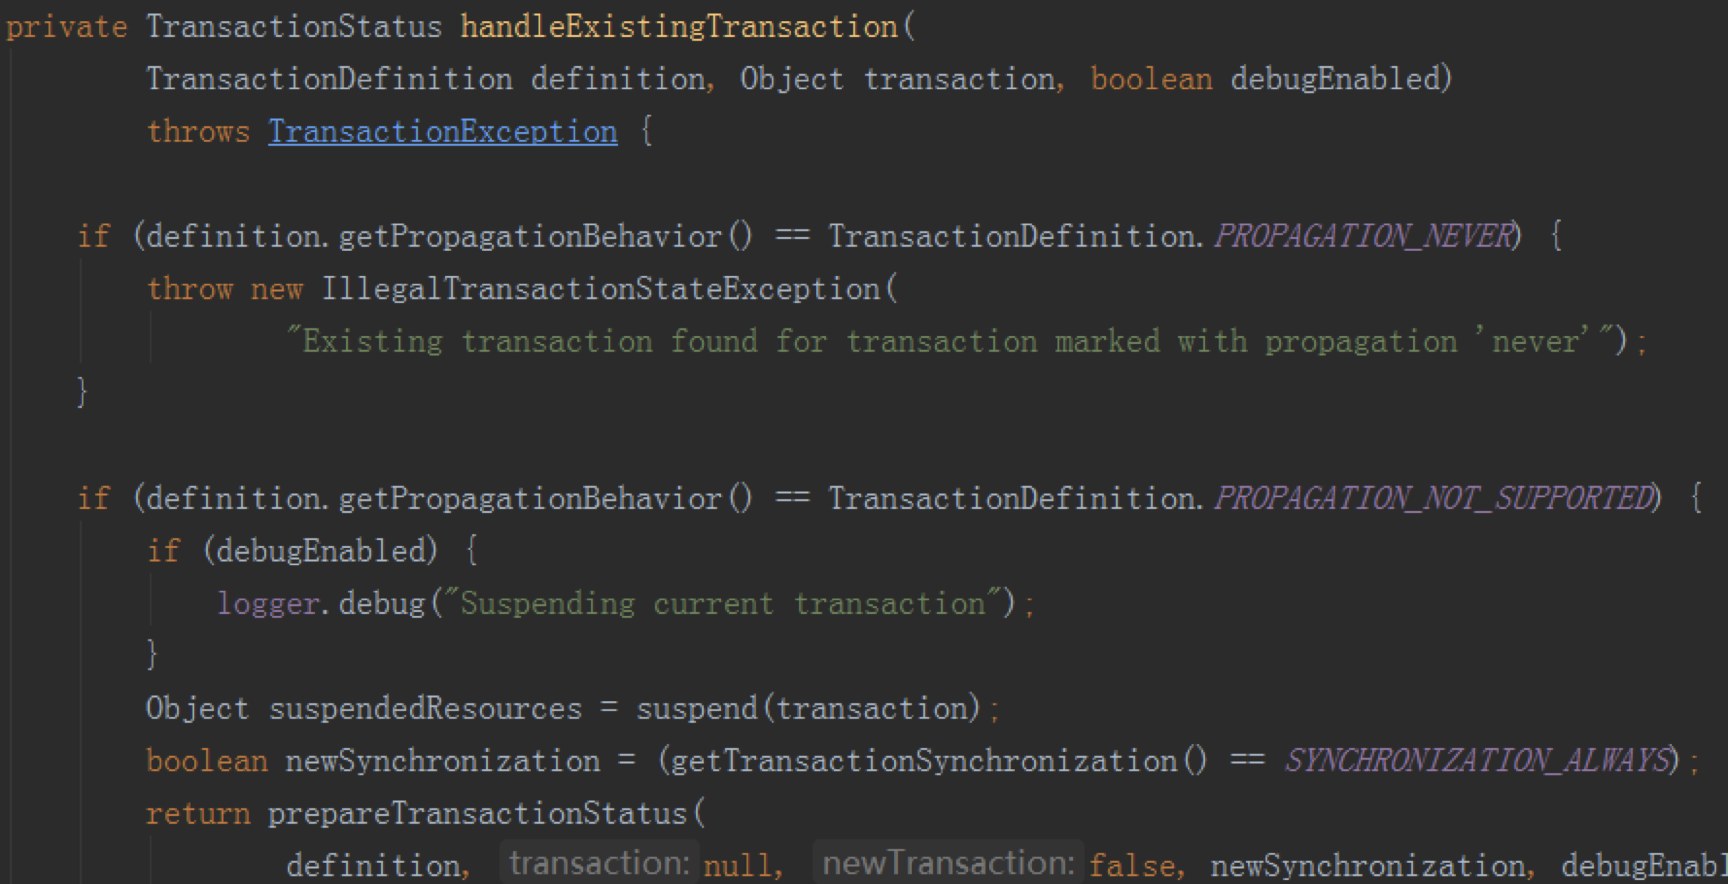 private TransactionStatus handleExistingTransaction(
TransactionDefinition definition, Object transaction, boolean debugEnabled)
throws TransactionException {
if (definition.getPropagationBehavior() == TransactionDefinition.PROPAGATION_NEVER) {
throw new IllegalTransactionStateException(
"Existing transaction found for transaction marked with propagation 'never'");
}
if (definition.getPropagationBehavior() == TransactionDefinition.PROPAGATION_NOT_SUPPORTED) {
if (debugEnabled) {
logger.debug("Suspending current transaction");
}
Object suspendedResources = suspend(transaction);
boolean newSynchronization = (getTransactionSynchronization() == SYNCHRONIZATION_ALWAYS);
return prepareTransactionStatus(
definition, transaction: null, newTransaction: false, newSynchronization, debugEnabl